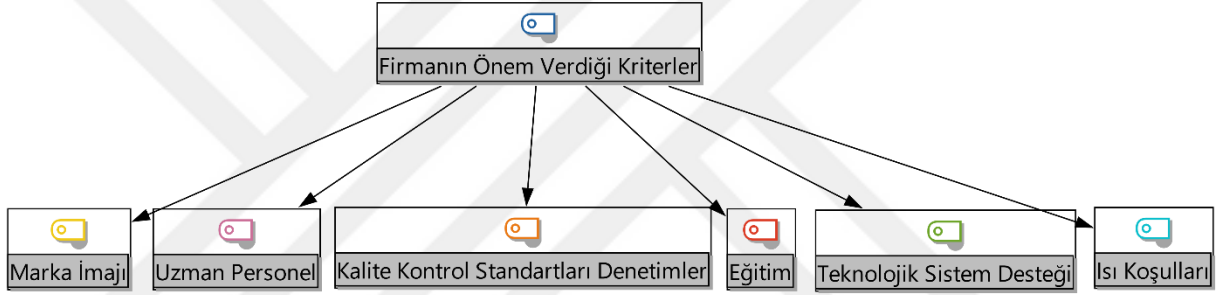 Firmanın Önem Verdiği Kriterler
Marka İmajı
Uzman Personel
Kalite Kontrol Standartları Denetimler
Eğitim
Teknolojik Sistem Desteği
Isı Koşulları